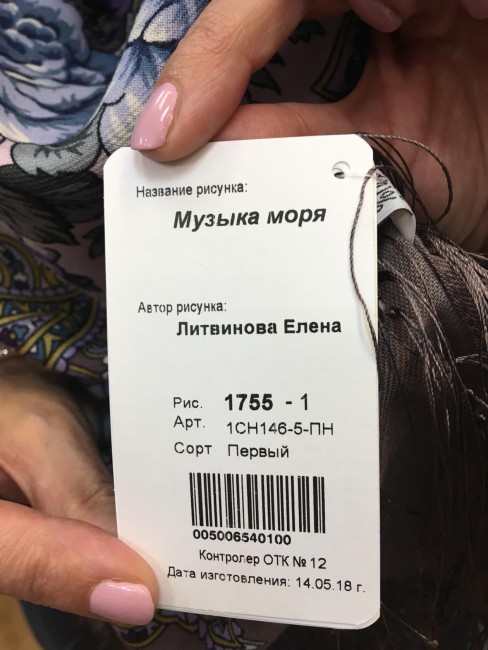 Название рисунка:
Музыка моря
Автор рисунка:
Литвинова Елена
Рис. 1755 - 1
Арт. 1СН146-5-ПН
Сорт Первый
005006540100
Контролер ОТК № 12
Дата изготовления: 14.05.18 г.